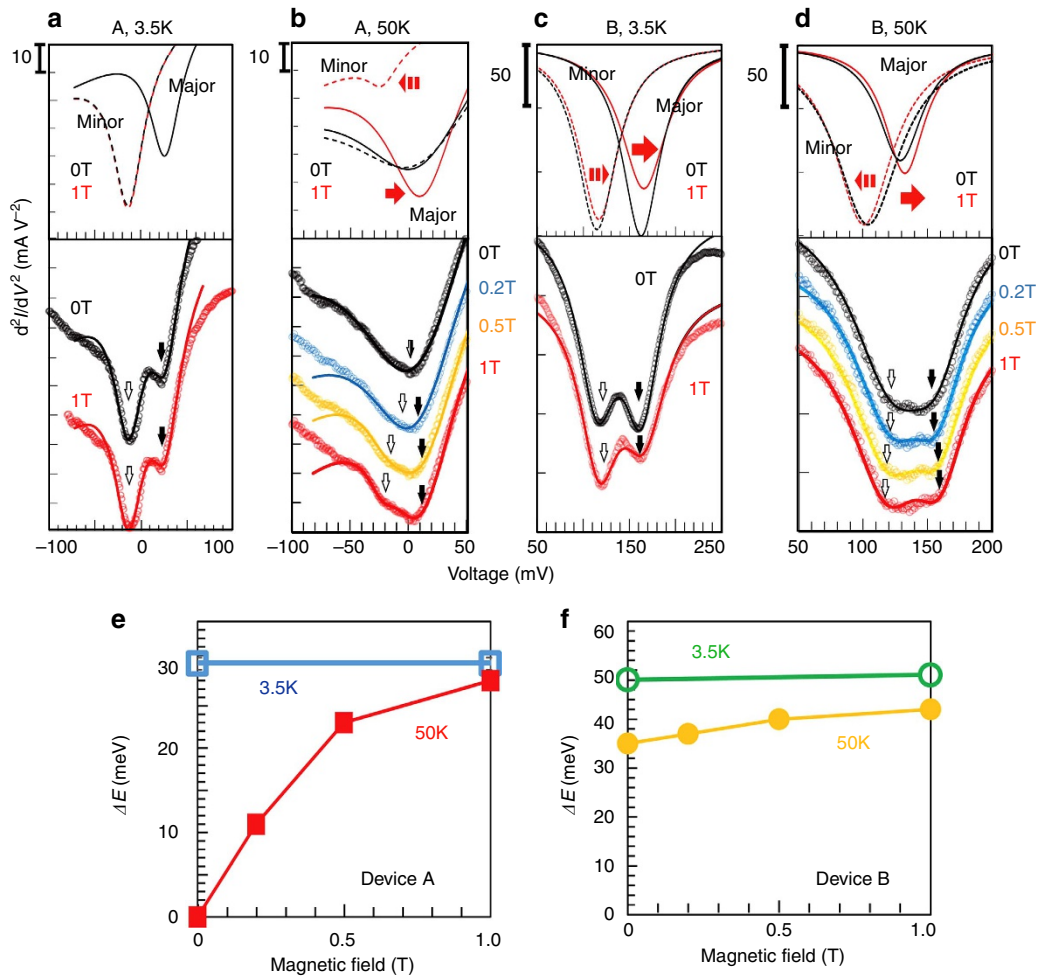 a
A, 3.5K
10
Major
Minor
0T
1T
b
A, 50K
10
Minor
0T
1T
Major
c
B, 3.5K
50
Minor
Major
0T
1T
d
B, 50K
50
Major
Minor
0T
1T
d²I/dV² (mA V⁻²)
0T
1T
0T
0.2T
0.5T
1T
0T
1T
0T
0.2T
0.5T
1T
–100 0 100
–100 –50 0 50
50 150 250
50 100 150 200
Voltage (mV)
e
30
20
10
0
ΔE (meV)
3.5K
50K
Device A
0 0.5 1.0
Magnetic field (T)
f
60
50
40
30
20
10
0
ΔE (meV)
3.5K
50K
Device B
0 0.5 1.0
Magnetic field (T)